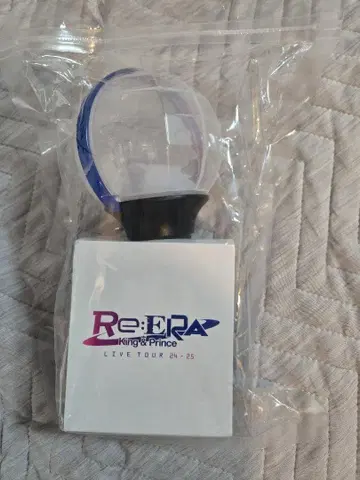 Re:ERA
King & Prince
LIVE TOUR 24-25